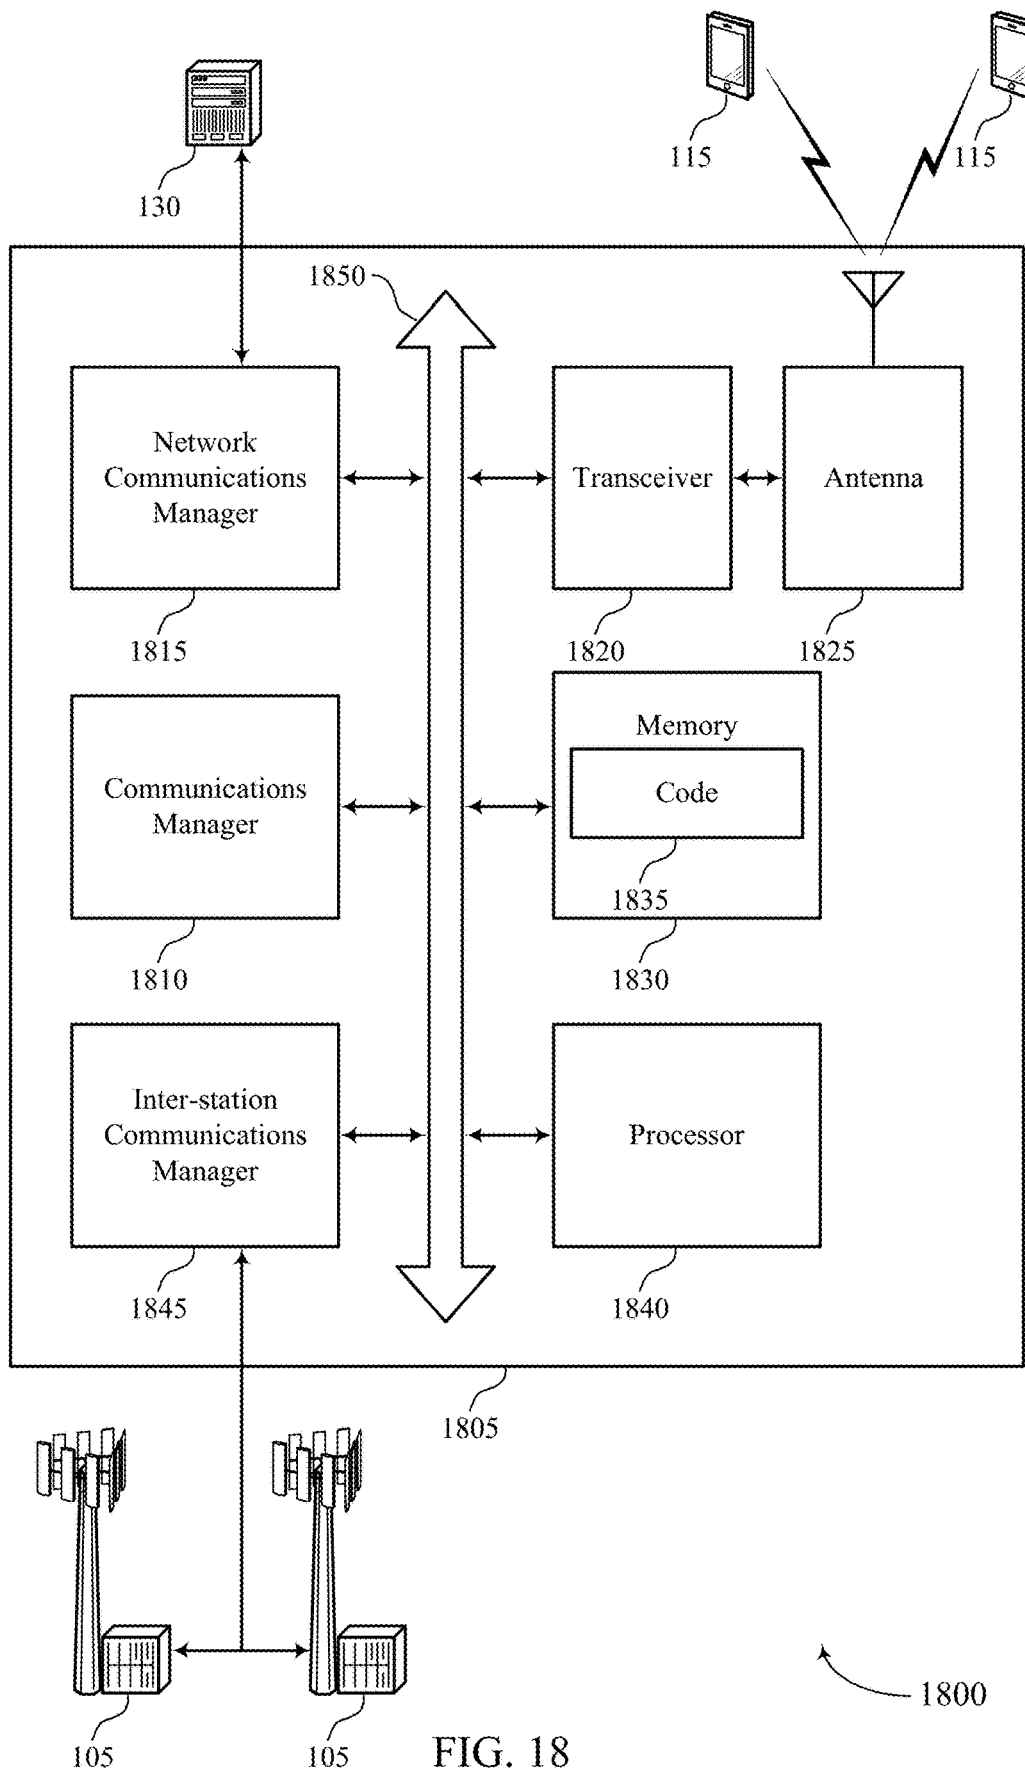 115
115
130
1850
Network
Communications
Manager
Transceiver
Antenna
1815
1820
1825
Memory
Code
Communications
Manager
1835
1810
1830
Inter-station
Communications
Manager
Processor
1845
1840
1805
1800
105
105
FIG. 18